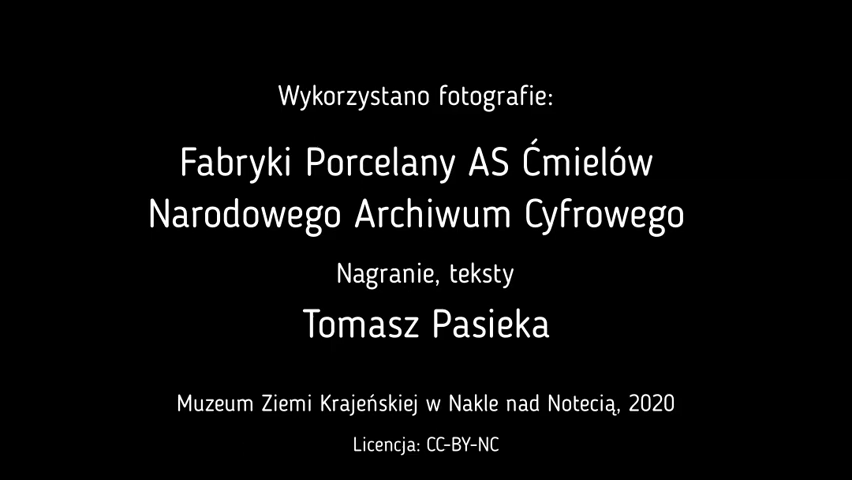 Wykorzystano fotografie:
Fabryki Porcelany AS Ćmielów
Narodowego Archiwum Cyfrowego
Nagranie, teksty
Tomasz Pasieka
Muzeum Ziemi Krajeńskiej w Nakle nad Notecią, 2020
Licencja: CC-BY-NC